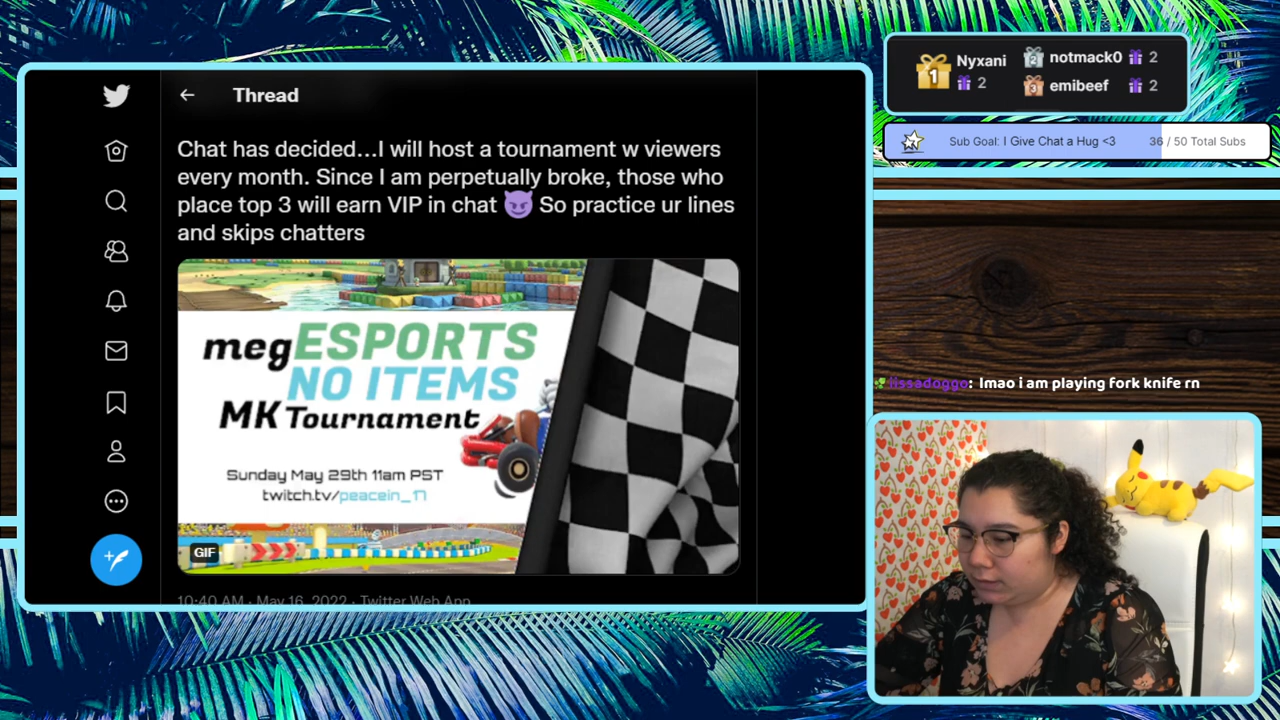 Thread
Chat has decided...I will host a tournament w viewers
every month. Since I am perpetually broke, those who
place top 3 will earn VIP in chat 😈 So practice ur lines
and skips chatters
megESPORTS
NO ITEMS
MK Tournament
Sunday May 29th 11am PST
twitch.tv/peacein_17
GIF
10:40 AM · May 16, 2022 · Twitter Web App
1 Nyxani 2
2 notmack0 2
3 emibeef 2
Sub Goal: I Give Chat a Hug <3 36 / 50 Total Subs
lissadoggo: lmao i am playing fork knife rn